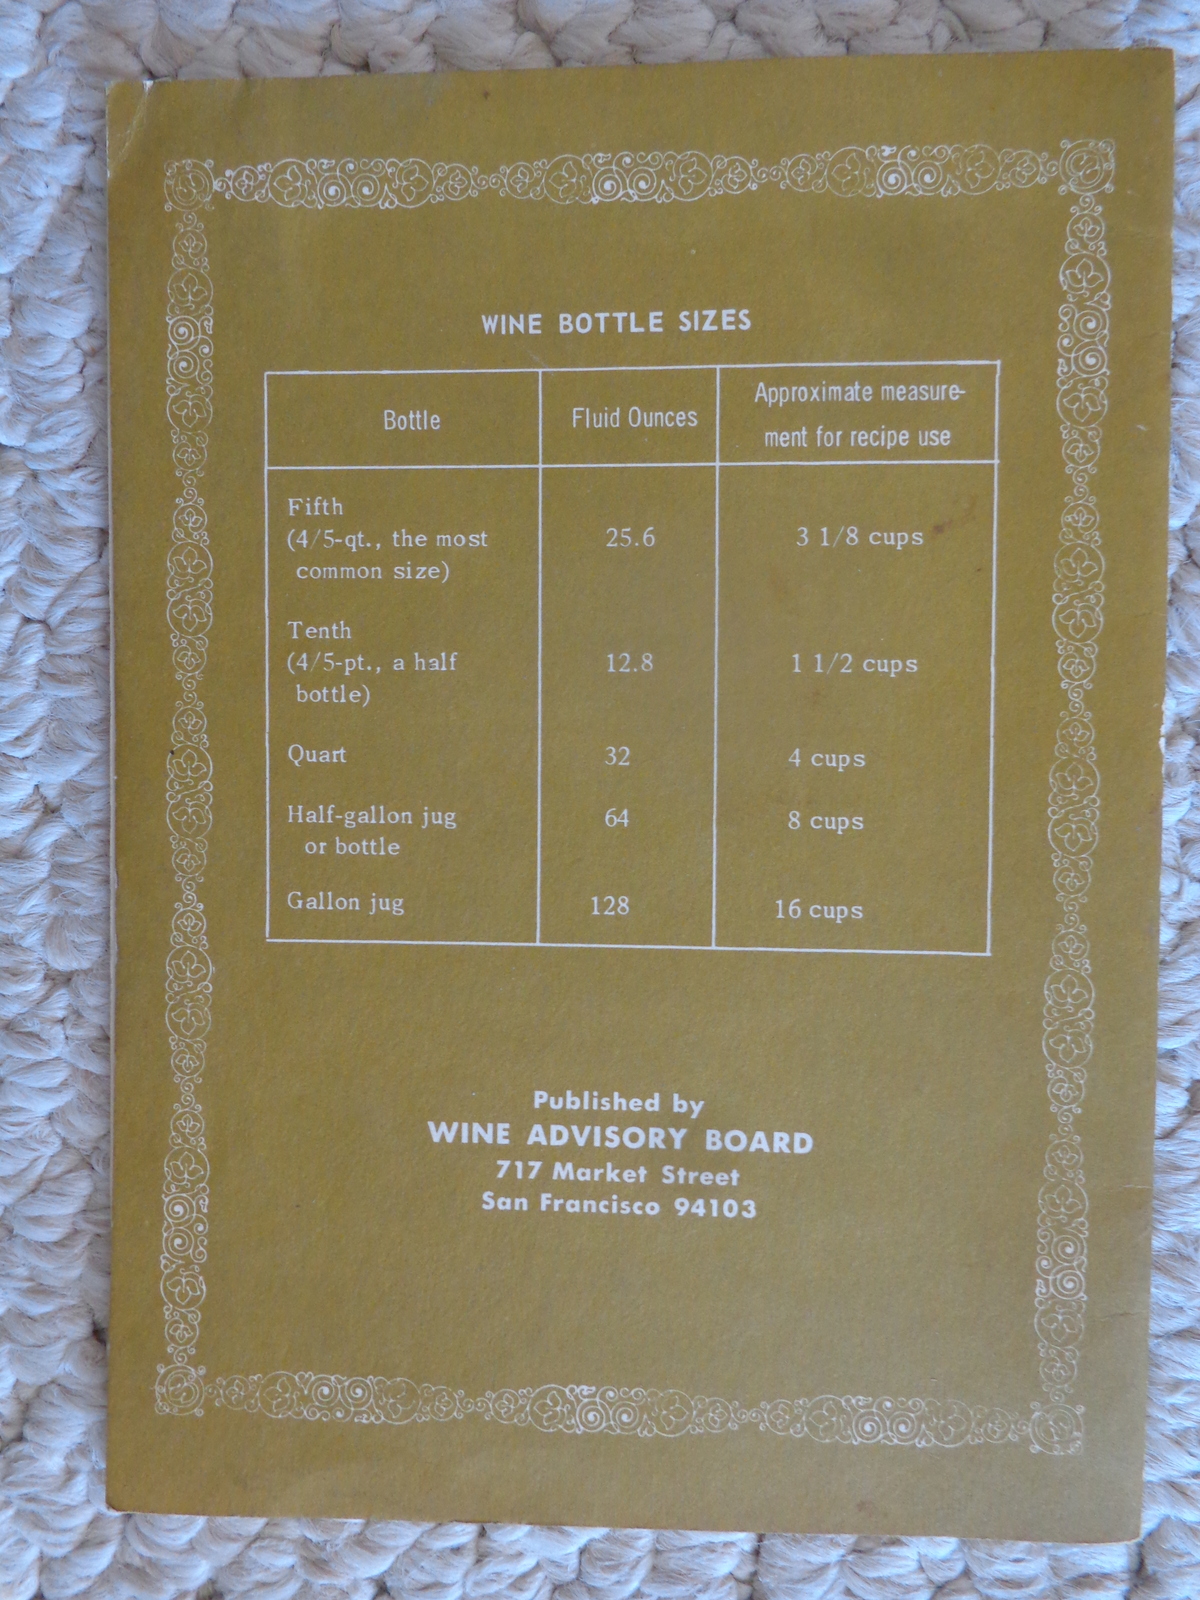 WINE BOTTLE SIZES
Bottle
Fluid Ounces
Approximate measure-
ment for recipe use
Fifth
(4/5-qt., the most
common size)
25.6
3 1/8 cups
Tenth
(4/5-pt., a half
bottle)
12.8
1 1/2 cups
Quart
32
4 cups
Half-gallon jug
or bottle
64
8 cups
Gallon jug
128
16 cups
Published by
WINE ADVISORY BOARD
717 Market Street
San Francisco 94103